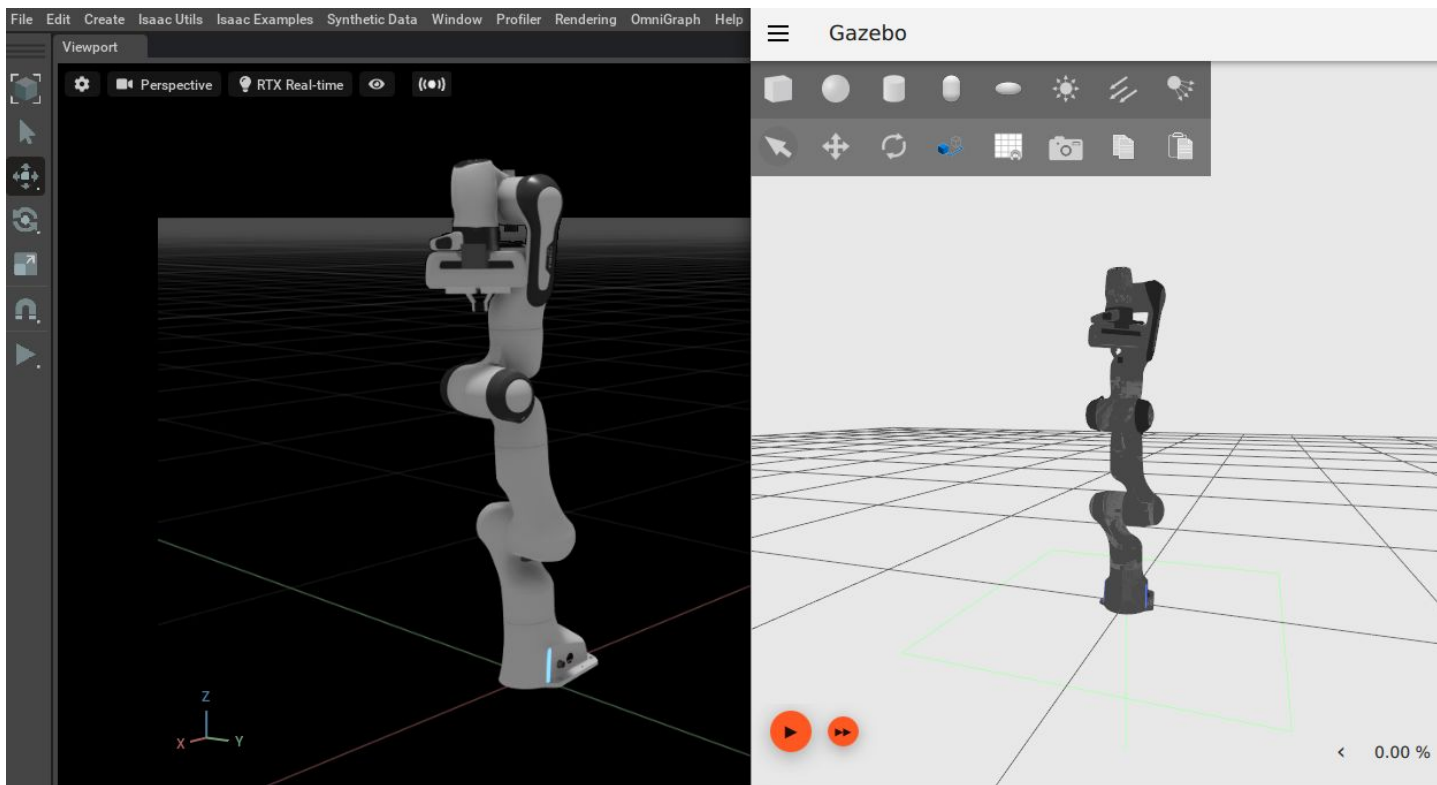 File Edit Create Isaac Utils Isaac Examples Synthetic Data Window Profiler Rendering OmniGraph Help
Viewport
Perspective RTX Real-time
Z
X Y
Gazebo
0.00 %